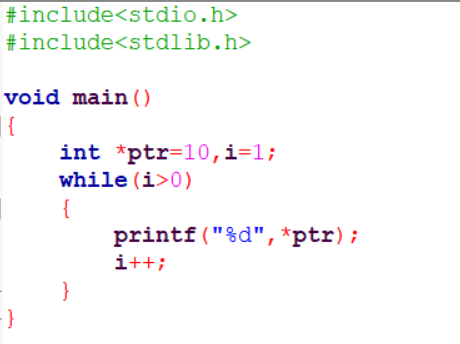 #include<stdio.h>
#include<stdlib.h>
void main()
{
int *ptr=10,i=1;
while(i>0)
{
printf("%d",*ptr);
i++;
}
}